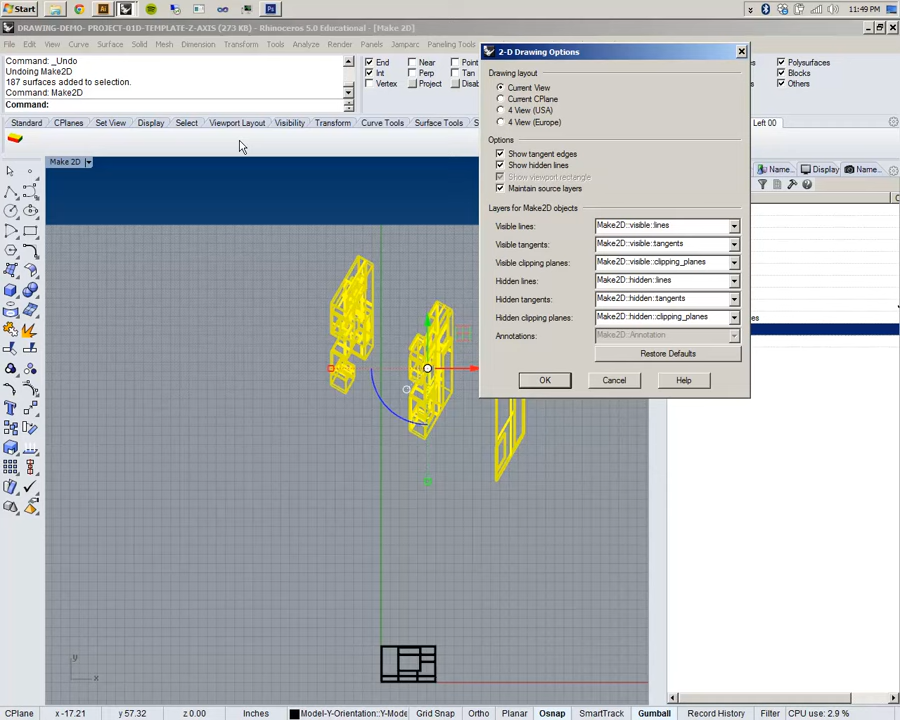 Start
11:49 PM
DRAWING-DEMO- PROJECT-01D-TEMPLATE-Z-AXIS (273 KB) - Rhinoceros 5.0 Educational - [Make 2D]
File Edit View Curve Surface Solid Mesh Dimension Transform Tools Analyze Render Panels Jamparc Paneling Tools
Command: _Undo
Undoing Make2D
187 surfaces added to selection.
Command: Make2D
Command:
End Near Point
Int Perp Tan
Vertex Project
Polysurfaces
Blocks
Others
Standard CPlanes Set View Display Select Viewport Layout Visibility Transform Curve Tools Surface Tools
Left 00
Make 2D
Name... Display Name...
2-D Drawing Options
Drawing layout
Current View
Current CPlane
4 View (USA)
4 View (Europe)
Options
Show tangent edges
Show hidden lines
Show viewport rectangle
Maintain source layers
Layers for Make2D objects
Visible lines: Make2D::visible::lines
Visible tangents: Make2D::visible::tangents
Visible clipping planes: Make2D::visible::clipping_planes
Hidden lines: Make2D::hidden::lines
Hidden tangents: Make2D::hidden::tangents
Hidden clipping planes: Make2D::hidden::clipping_planes
Annotations: Make2D::Annotation
Restore Defaults
OK Cancel Help
y
x
CPlane x -17.21 y 57.32 z 0.00 Inches Model-Y-Orientation::Y-Mode Grid Snap Ortho Planar Osnap SmartTrack Gumball Record History Filter CPU use: 2.9 %